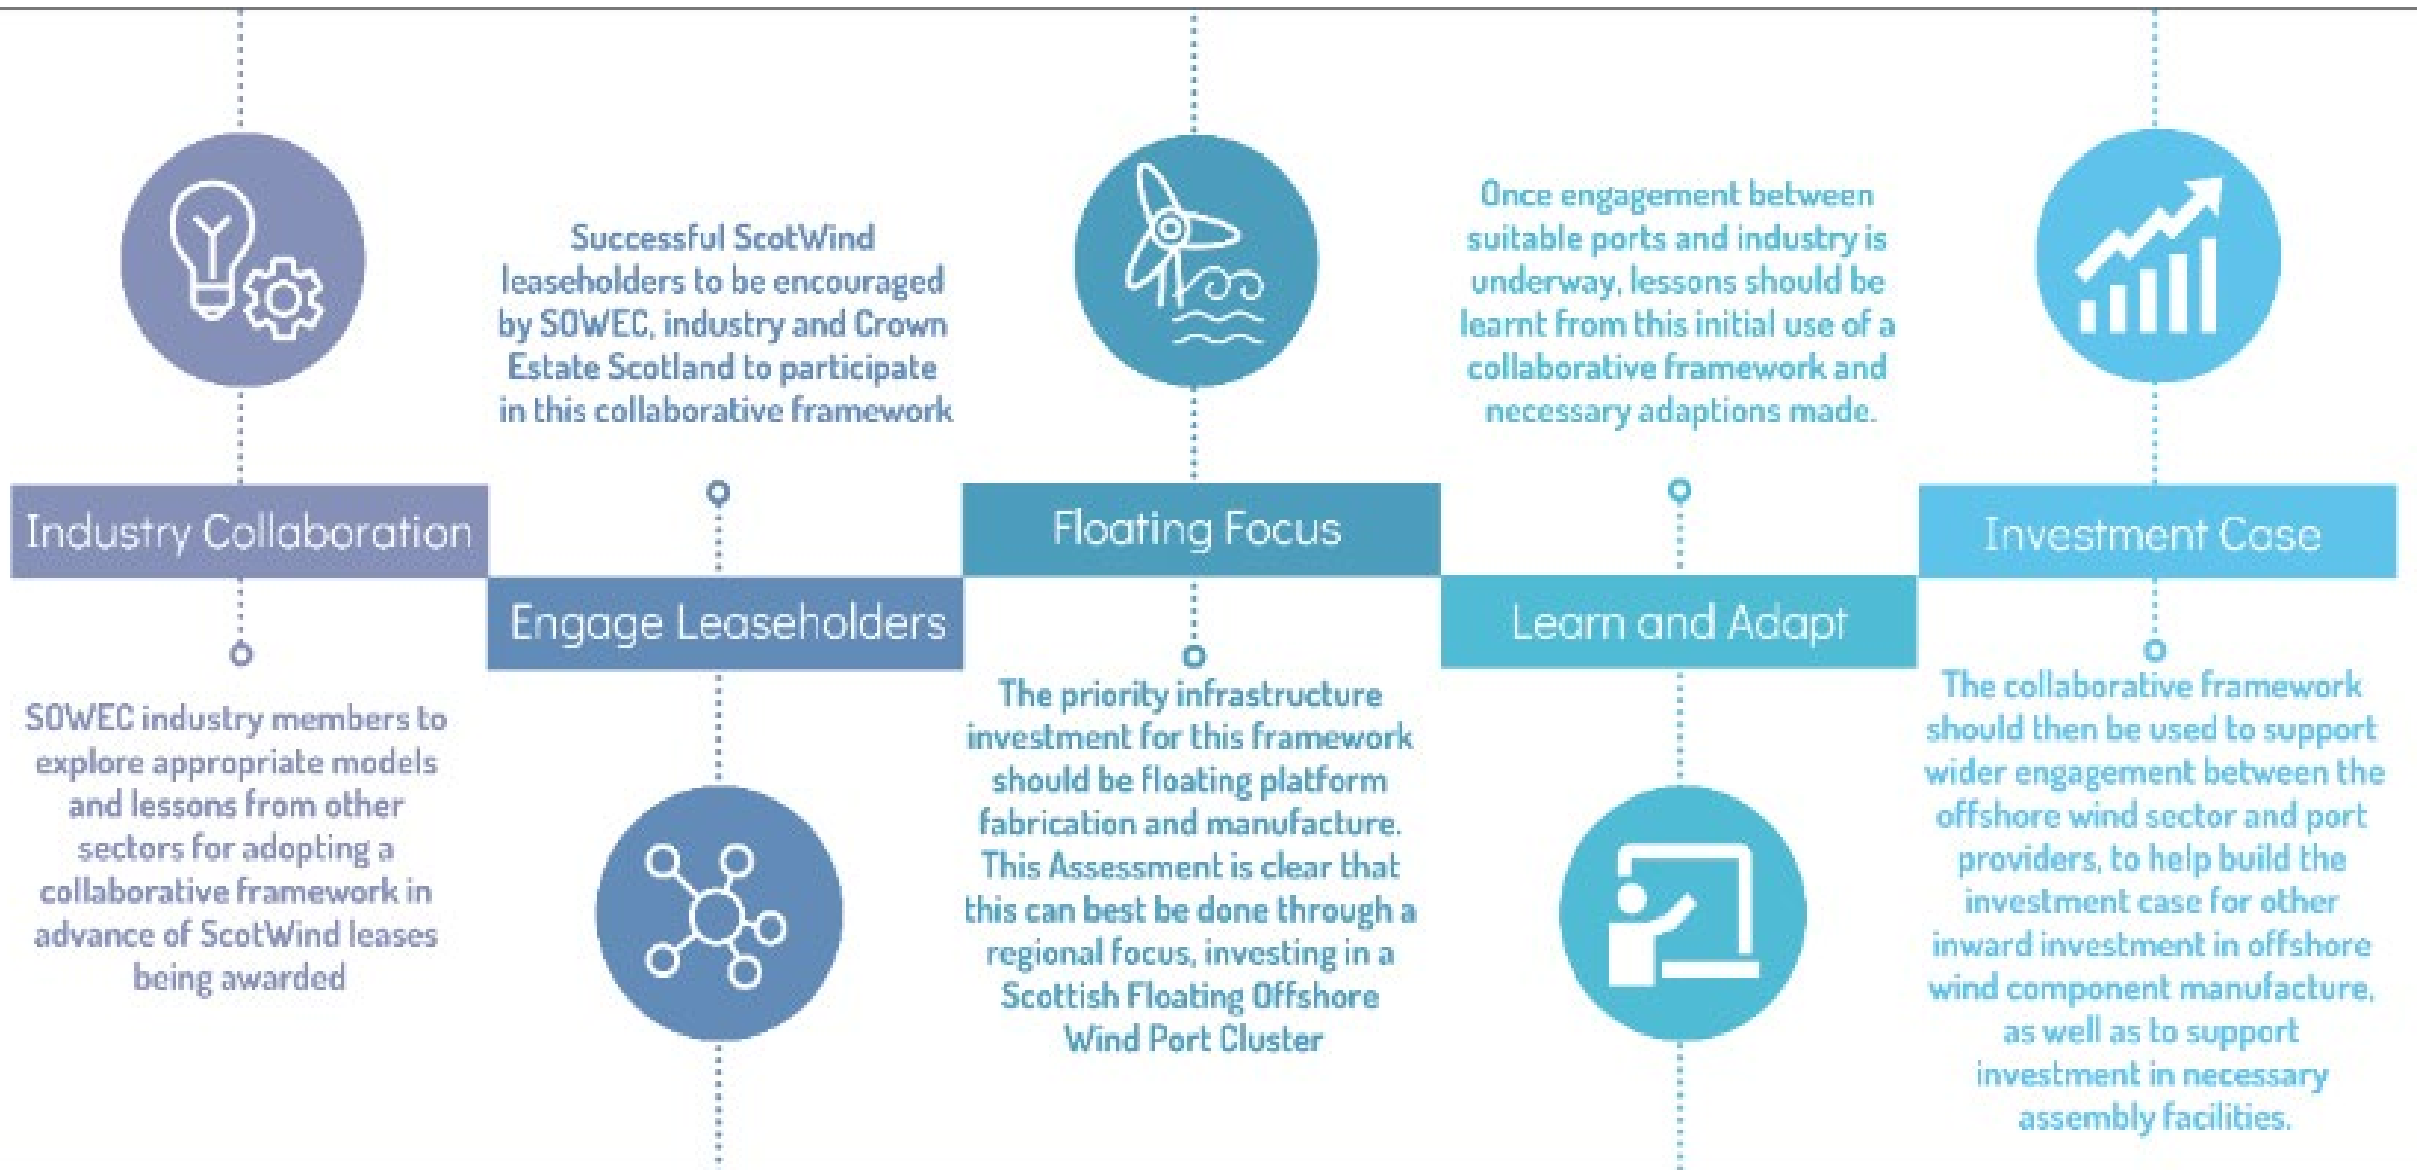 Industry Collaboration
SOWEC industry members to
explore appropriate models
and lessons from other
sectors for adopting a
collaborative framework in
advance of ScotWind leases
being awarded
Successful ScotWind
leaseholders to be encouraged
by SOWEC, industry and Crown
Estate Scotland to participate
in this collaborative framework
Engage Leaseholders
Floating Focus
The priority infrastructure
investment for this framework
should be floating platform
fabrication and manufacture.
This Assessment is clear that
this can best be done through a
regional focus, investing in a
Scottish Floating Offshore
Wind Port Cluster
Once engagement between
suitable ports and industry is
underway, lessons should be
learnt from this initial use of a
collaborative framework and
necessary adaptions made.
Learn and Adapt
Investment Case
The collaborative framework
should then be used to support
wider engagement between the
offshore wind sector and port
providers, to help build the
investment case for other
inward investment in offshore
wind component manufacture,
as well as to support
investment in necessary
assembly facilities.